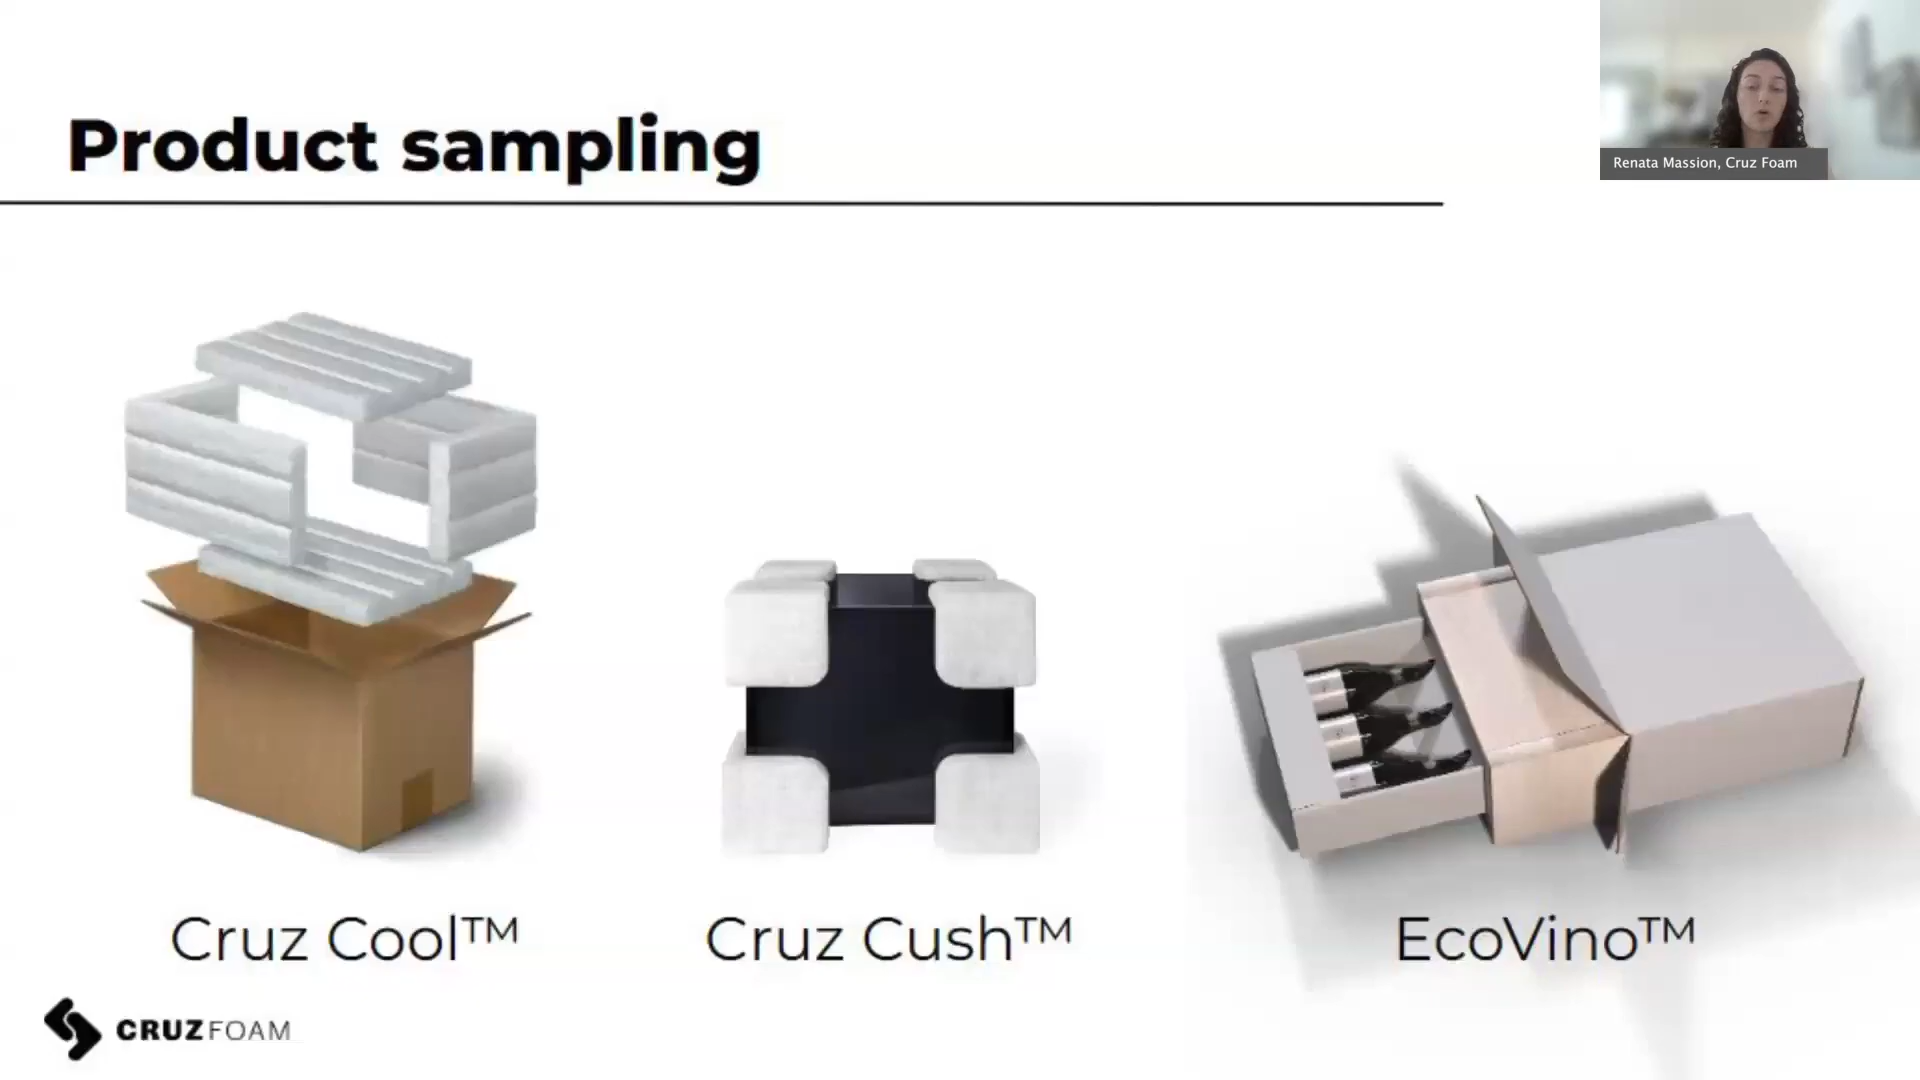 Product sampling
Renata Massion, Cruz Foam
Cruz Cool™
Cruz Cush™
EcoVino™
CRUZFOAM